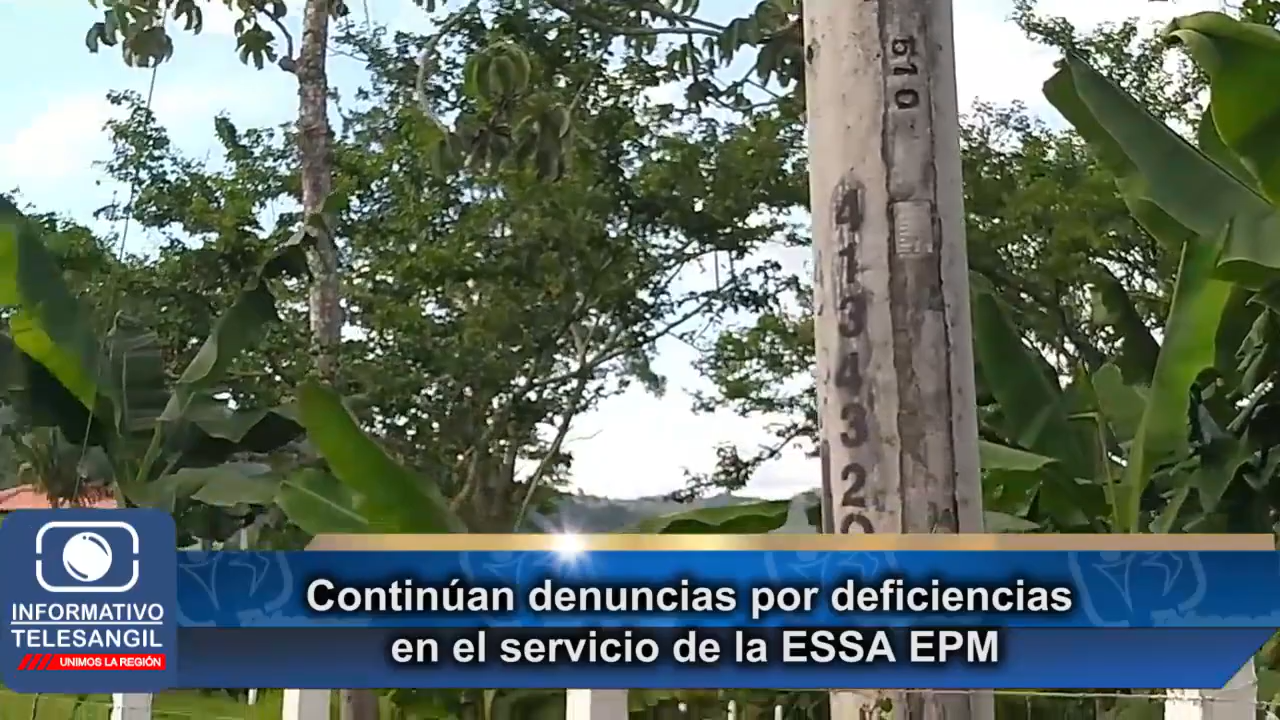 510
4134320
Continúan denuncias por deficiencias
en el servicio de la ESSA EPM
INFORMATIVO
TELESANGIL
UNIMOS LA REGIÓN